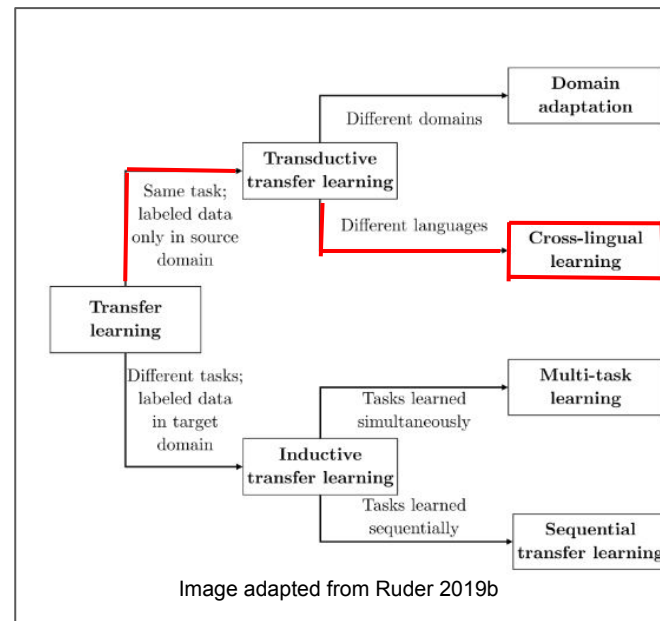 Domain
adaptation
Different domains
Transductive
transfer learning
Same task;
labeled data
only in source
domain
Different languages
Cross-lingual
learning
Transfer
learning
Different tasks;
labeled data
in target
domain
Multi-task
learning
Tasks learned
simultaneously
Inductive
transfer learning
Tasks learned
sequentially
Sequential
transfer learning
Image adapted from Ruder 2019b